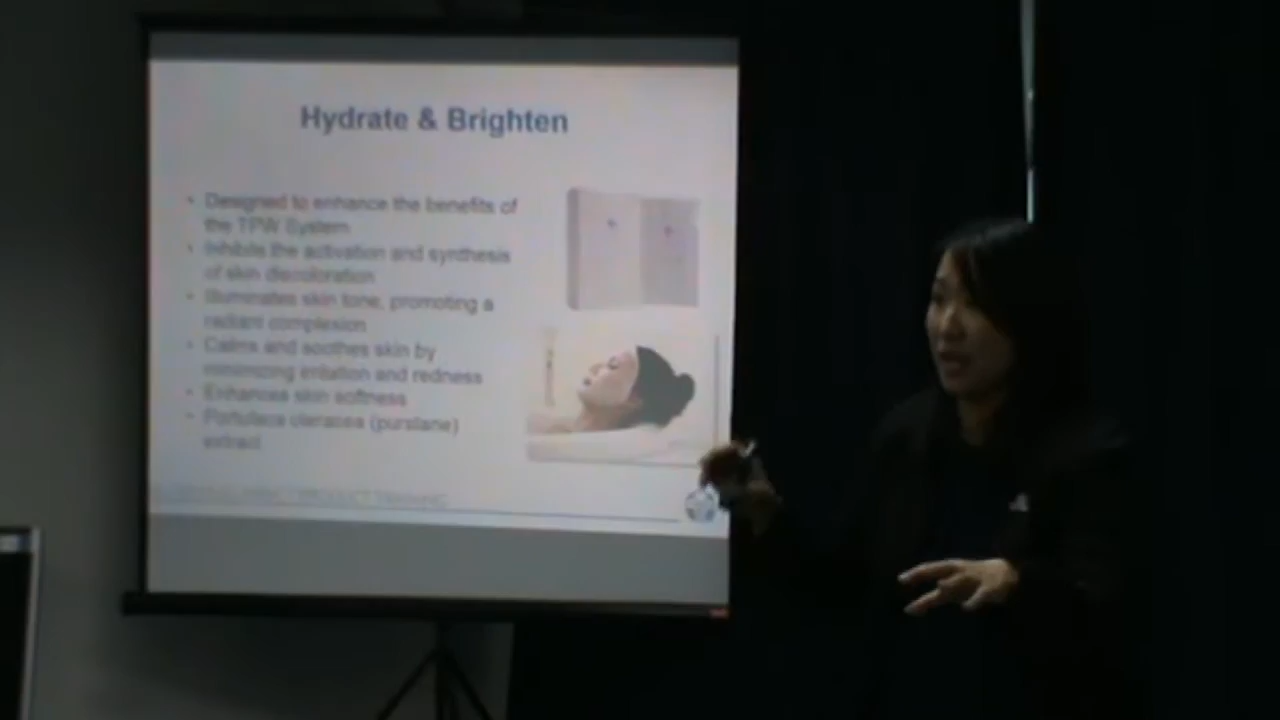 Hydrate & Brighten
• Designed to enhance the benefits of
the TPW System
• Inhibits the activation and synthesis
of skin discoloration
• Illuminates skin tone, promoting a
radiant complexion
• Calms and soothes skin by
minimizing irritation and redness
• Enhances skin softness
• Portulaca oleracea (purslane)
extract
PRODUCT TRAINING